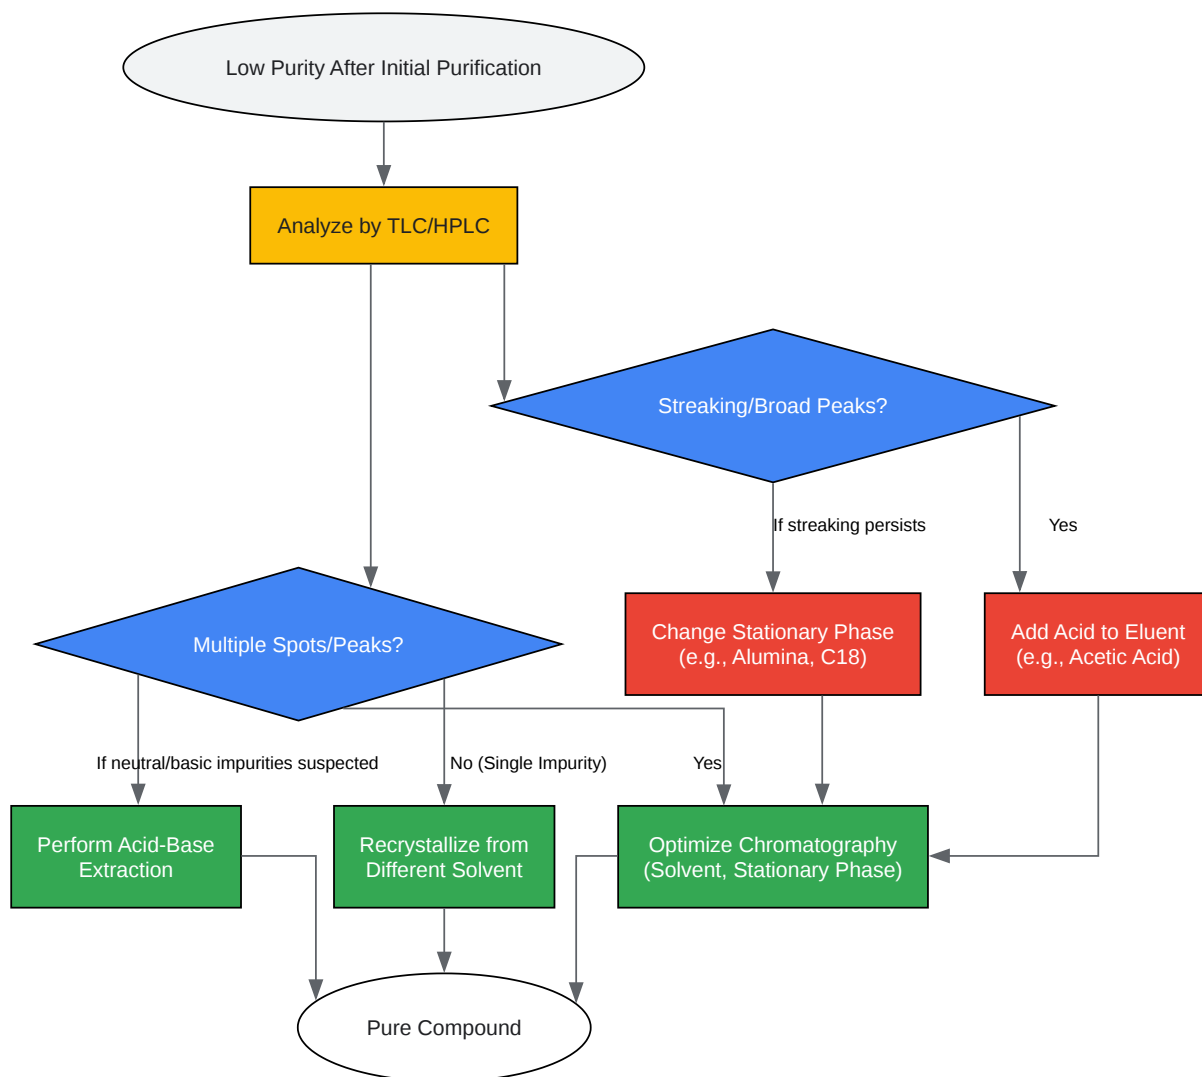 Low Purity After Initial Purification
Analyze by TLC/HPLC
Streaking/Broad Peaks?
If streaking persists
Yes
Multiple Spots/Peaks?
Change Stationary Phase
(e.g., Alumina, C18)
Add Acid to Eluent
(e.g., Acetic Acid)
If neutral/basic impurities suspected
No (Single Impurity)
Yes
Perform Acid-Base
Extraction
Recrystallize from
Different Solvent
Optimize Chromatography
(Solvent, Stationary Phase)
Pure Compound